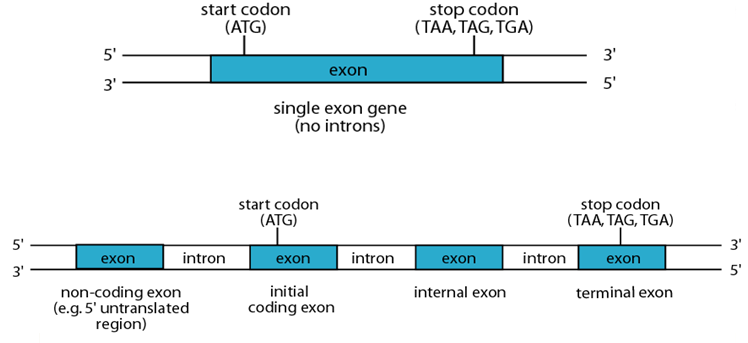 start codon
(ATG)
stop codon
(TAA, TAG, TGA)
5'
3'
exon
3'
5'
single exon gene
(no introns)
start codon
(ATG)
stop codon
(TAA, TAG, TGA)
5'
3'
exon
intron
exon
intron
exon
intron
exon
3'
5'
non-coding exon
(e.g. 5' untranslated
region)
initial
coding exon
internal exon
terminal exon